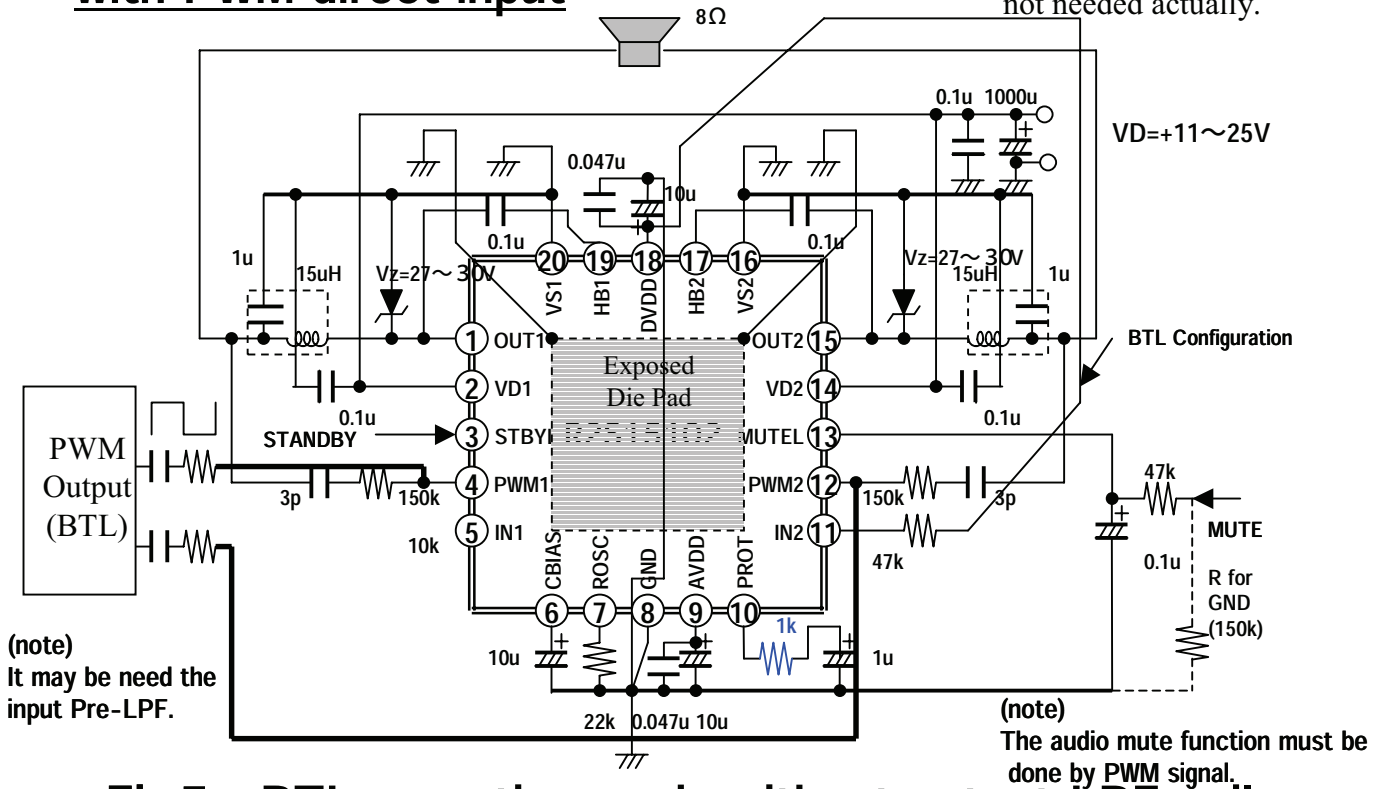 with PWM direct input
not needed actually.
8Ω
0.1u 1000u
VD=+11～25V
0.047u
10u
0.1u
0.1u
1u
15uH
Vz=27～30V
Vz=27～30V
15uH
1u
20 19 18 17 16
VS1 HB1 DVDD HB2 VS2
1 OUT1
OUT2 15
BTL Configuration
Exposed
Die Pad
2 VD1
VD2 14
0.1u
0.1u
STANDBY
3 STBYL
MUTEL 13
PWM
Output
(BTL)
4 PWM1
PWM2 12
3p
150k
150k
3p
47k
5 IN1
IN2 11
10k
47k
MUTE
0.1u
R for
GND
(150k)
CBIAS ROSC GND AVDD PROT
6 7 8 9 10
1k
10u
1u
22k 0.047u 10u
(note)
It may be need the
input Pre-LPF.
(note)
The audio mute function must be
done by PWM signal.